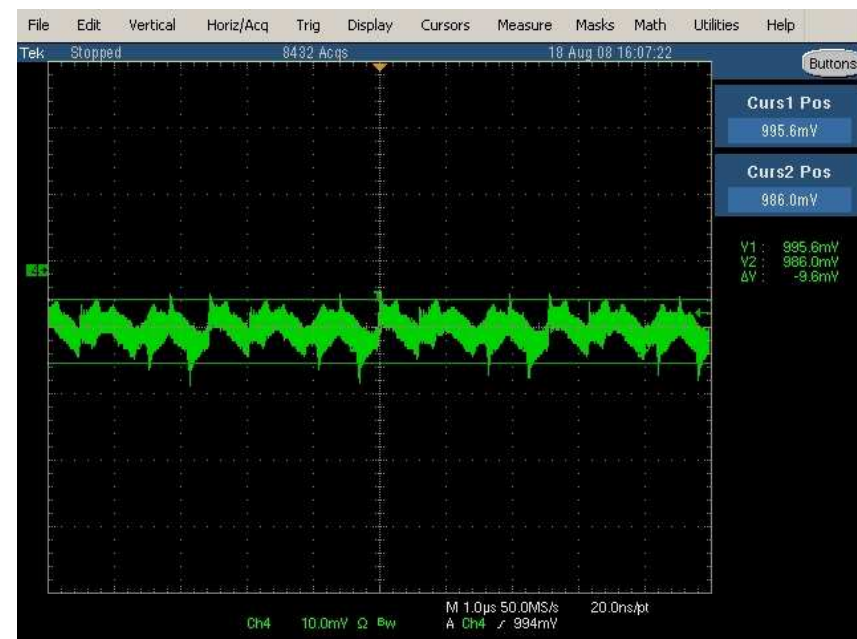 File Edit Vertical Horiz/Acq Trig Display Cursors Measure Masks Math Utilities Help
Tek Stopped 8432 Acqs 18 Aug 08 16:07:22
Buttons
Curs1 Pos
995.6mV
Curs2 Pos
986.0mV
V1 : 995.6mV
V2 : 986.0mV
ΔV : -9.6mV
M 1.0µs 50.0MS/s 20.0ns/pt
Ch4 10.0mV Ω Bw A Ch4 ∕ 994mV